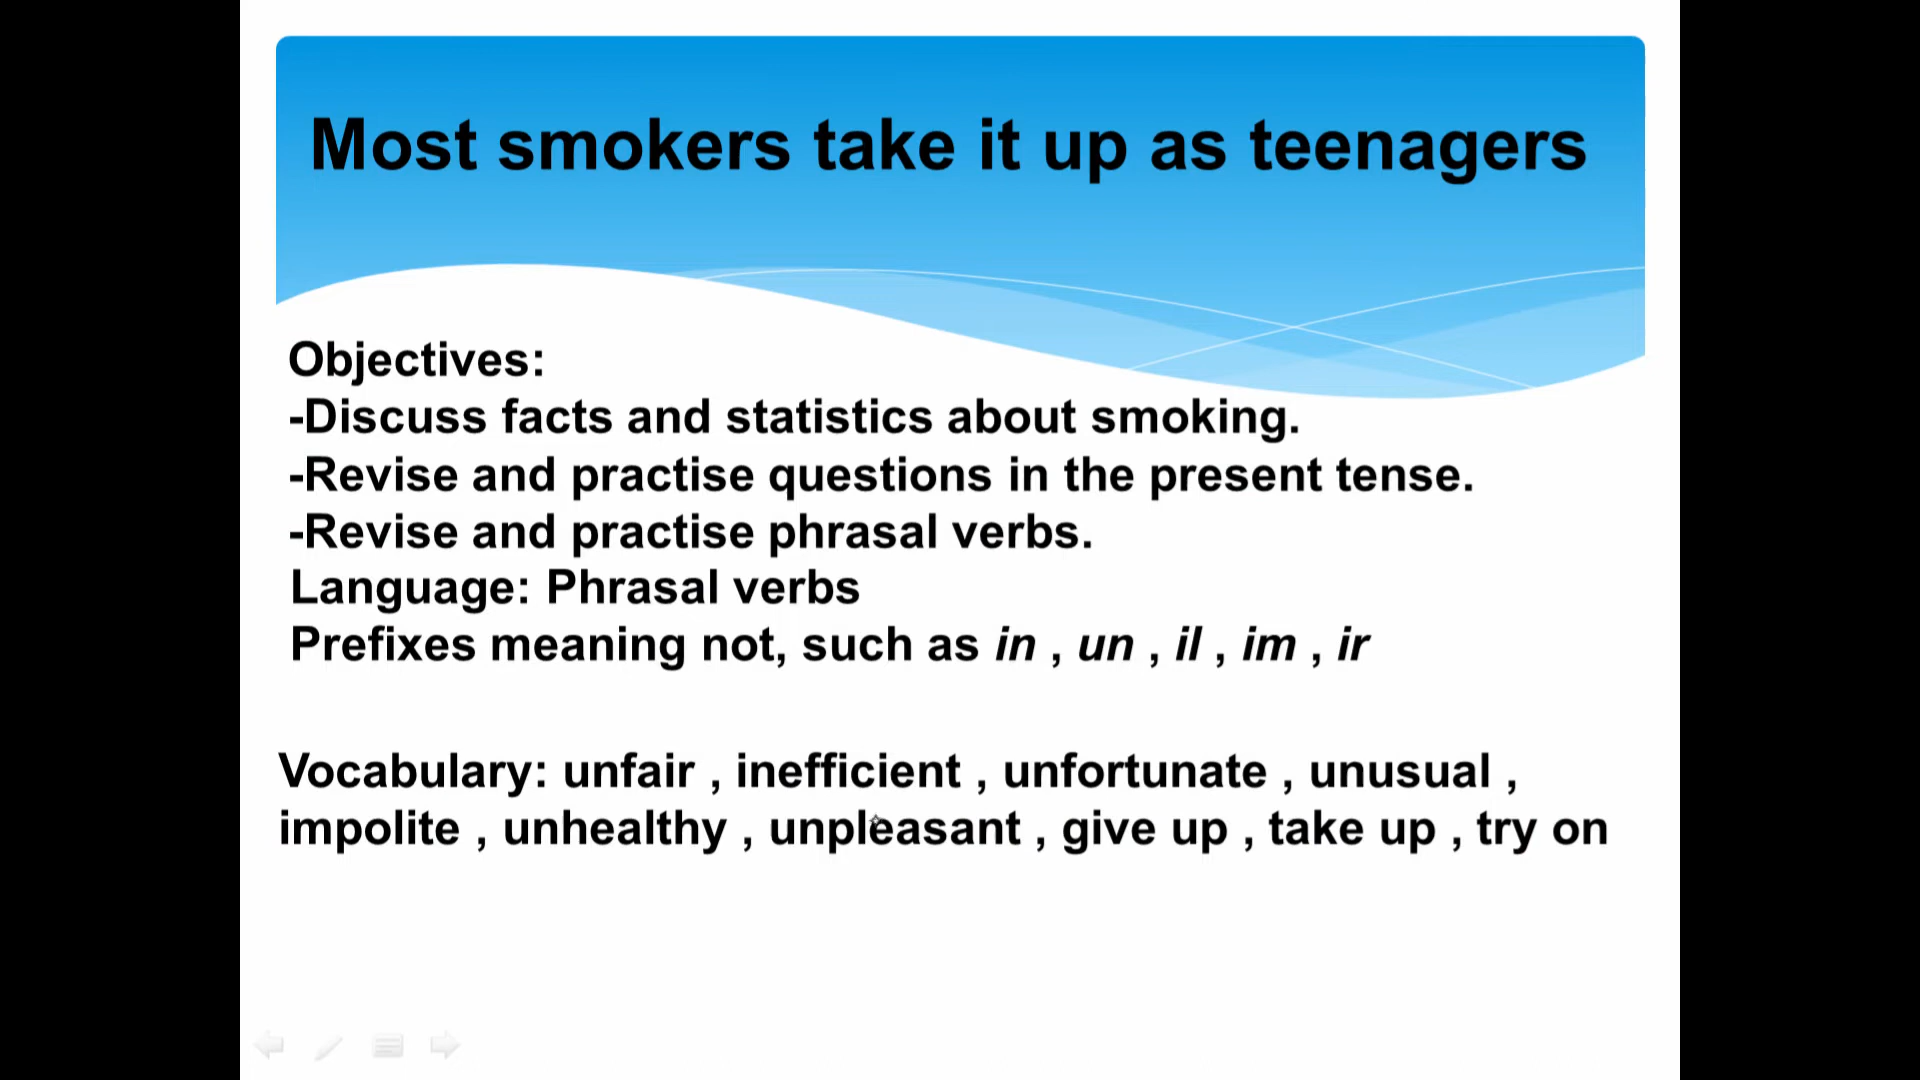 Most smokers take it up as teenagers
Objectives:
-Discuss facts and statistics about smoking.
-Revise and practise questions in the present tense.
-Revise and practise phrasal verbs.
Language: Phrasal verbs
Prefixes meaning not, such as in , un , il , im , ir
Vocabulary: unfair , inefficient , unfortunate , unusual ,
impolite , unhealthy , unpleasant , give up , take up , try on